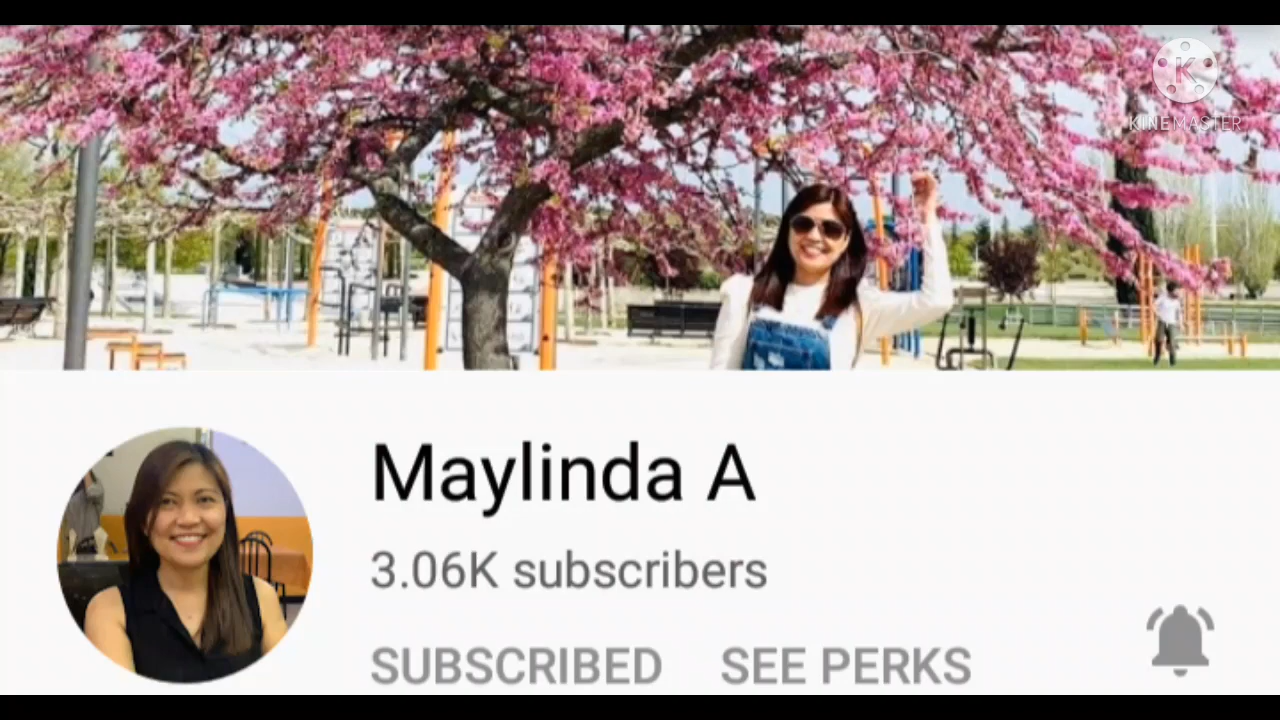 K
KINEMASTER
Maylinda A
3.06K subscribers
SUBSCRIBED SEE PERKS